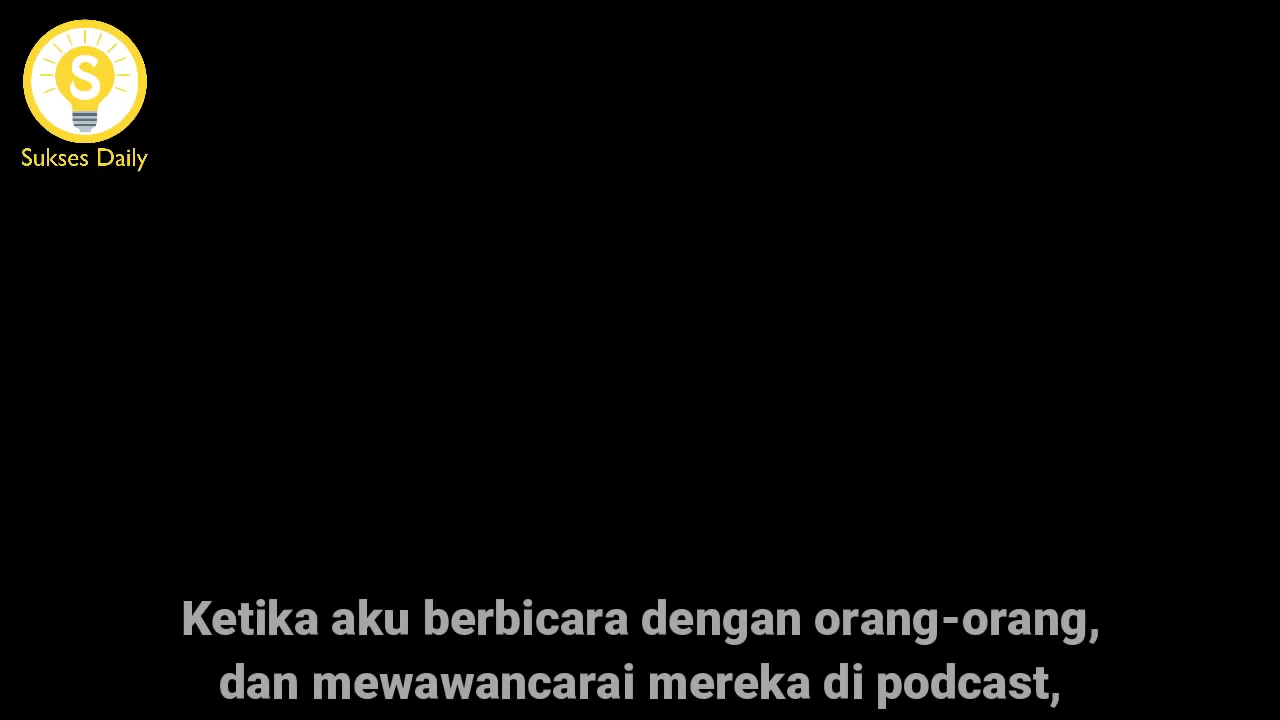 S
Sukses Daily
Ketika aku berbicara dengan orang-orang,
dan mewawancarai mereka di podcast,